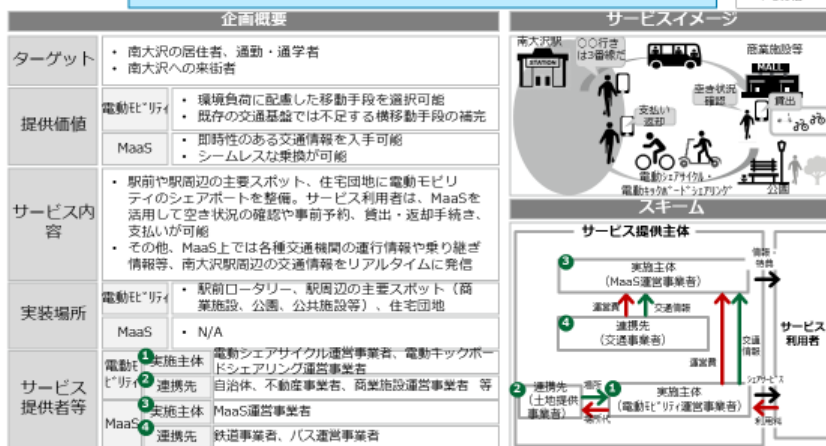 企画概要
ターゲット
・ 南大沢の居住者、通勤・通学者
・ 南大沢への来街者
提供価値
電動モビリティ
・ 環境負荷に配慮した移動手段を選択可能
・ 既存の交通基盤では不足する横移動手段の補完
MaaS
・ 即時性のある交通情報を入手可能
・ シームレスな乗換が可能
サービス内
容
・ 駅前や駅周辺の主要スポット、住宅団地に電動モビリ
ティのシェアポートを整備。サービス利用者は、MaaSを
活用して空き状況の確認や事前予約、貸出・返却手続き、
支払いが可能
・ その他、MaaS上では各種交通機関の運行情報や乗り継ぎ
情報等、南大沢駅周辺の交通情報をリアルタイムに発信
実装場所
電動モビリティ
・ 駅前ロータリー、駅周辺の主要スポット（商
業施設、公園、公共施設等）、住宅団地
MaaS
・ N/A
サービス
提供者等
電動モ
ビリティ
1 実施主体
電動シェアサイクル運営事業者、電動キックボー
ドシェアリング運営事業者
2 連携先
自治体、不動産事業者、商業施設運営事業者 等
MaaS
3 実施主体
MaaS運営事業者
4 連携先
鉄道事業者、バス運営事業者
サービスイメージ
南大沢駅
STATION
○○行き
は3番線だ
商業施設等
MALL
空き状況
確認
貸出
支払い
返却
電動シェアサイクル・
電動キックボードシェアリング
公園
スキーム
サービス提供主体
3
実施主体
（MaaS運営事業者）
情報・
特典
運営費
交通情報
4
連携先
（交通事業者）
サービス
利用者
運営費
交通
情報
2
連携先
（土地提供
事業者）
場所
場所代
1
実施主体
（電動モビリティ運営事業者）
シェアサービス
利用料